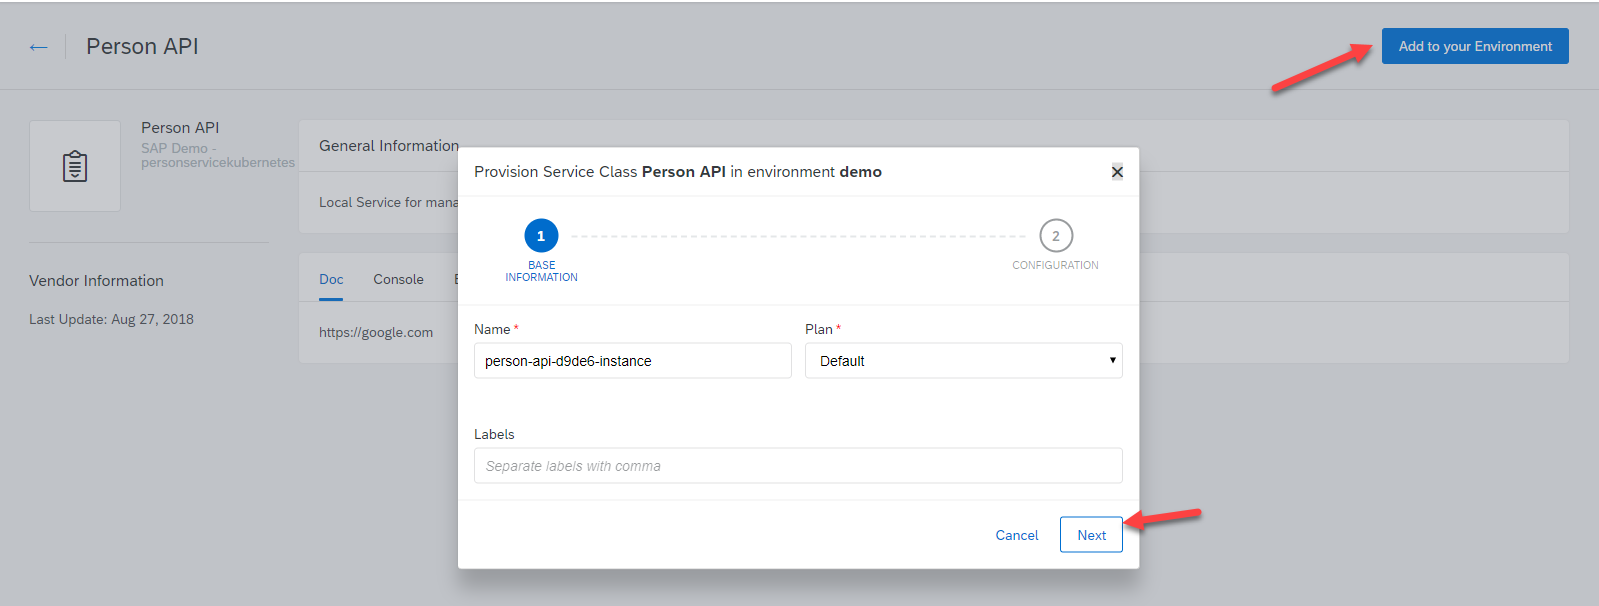 ← Person API
Add to your Environment
Person API
SAP Demo -
personservicekubernetes
Vendor Information
Last Update: Aug 27, 2018
General Information
Local Service for mana
Doc Console
https://google.com
Provision Service Class Person API in environment demo
1
BASE
INFORMATION
2
CONFIGURATION
Name *
person-api-d9de6-instance
Plan *
Default
Labels
Separate labels with comma
Cancel Next